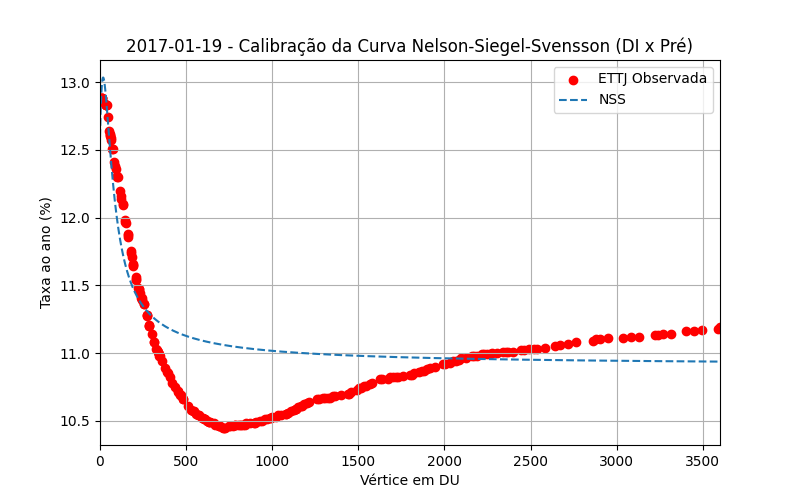 2017-01-19 - Calibração da Curva Nelson-Siegel-Svensson (DI x Pré)
ETTJ Observada
NSS
Taxa ao ano (%)
13.0
12.5
12.0
11.5
11.0
10.5
0 500 1000 1500 2000 2500 3000 3500
Vértice em DU